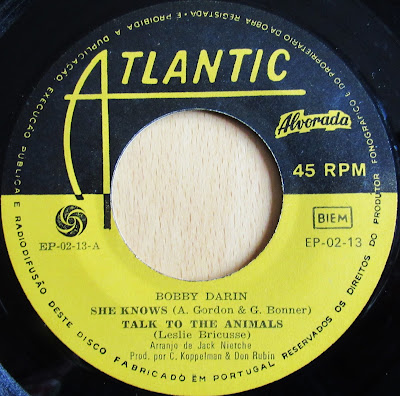 ATLANTIC
Alvorada
45 RPM
BIEM
EP-02-13-A
EP-02-13
BOBBY DARIN
SHE KNOWS (A. Gordon & G. Bonner)
TALK TO THE ANIMALS
(Leslie Bricusse)
Arranjo de Jack Nietche
Prod. por C. Koppelman & Don Rubin
FABRICADO EM PORTUGAL RESERVADOS OS DIREITOS DO PRODUTOR FONOGRÁFICO E DO PROPRIETÁRIO DA OBRA REGISTADA E PROIBIDA A DUPLICAÇÃO, EXECUÇÃO PÚBLICA E RADIODIFUSÃO DESTE DISCO